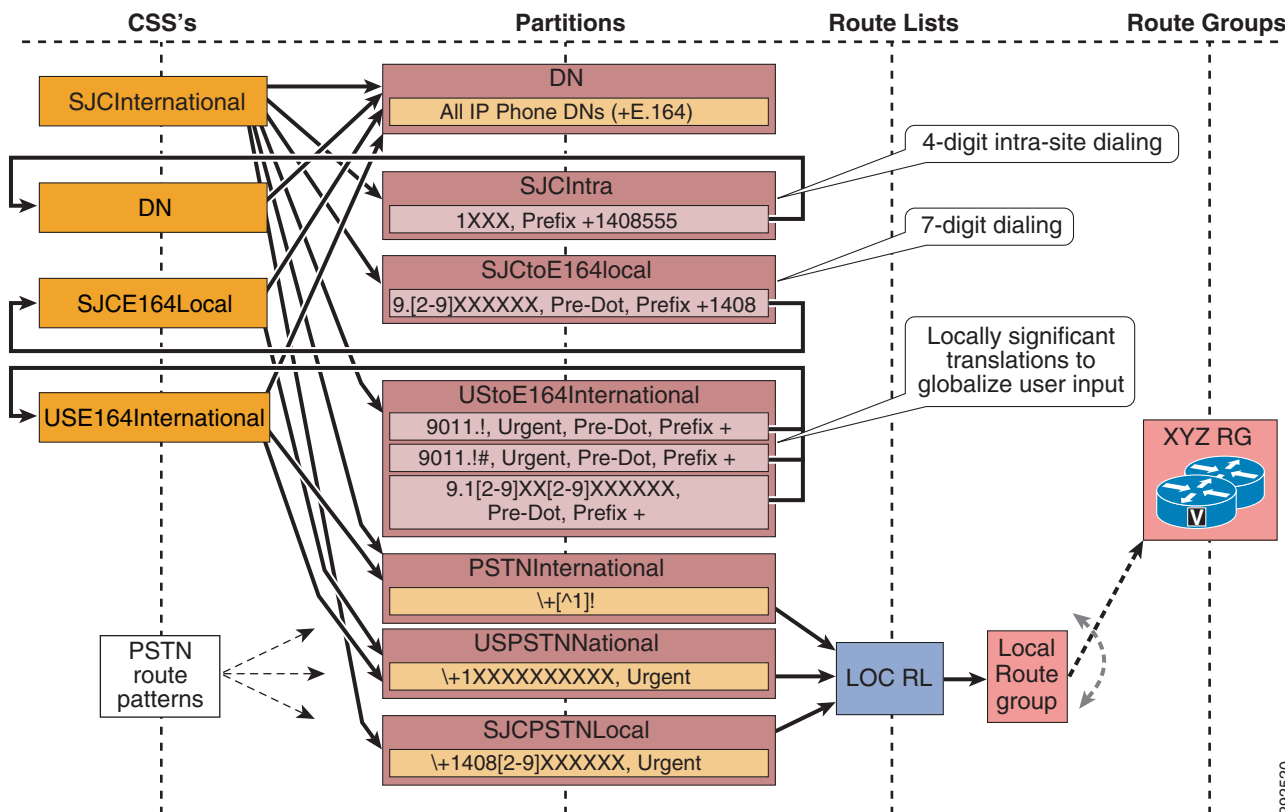 CSS's
Partitions
Route Lists
Route Groups
SJCInternational
DN
All IP Phone DNs (+E.164)
4-digit intra-site dialing
DN
SJCIntra
1XXX, Prefix +1408555
7-digit dialing
SJCE164Local
SJCtoE164local
9.[2-9]XXXXXX, Pre-Dot, Prefix +1408
Locally significant
translations to
globalize user input
USE164International
UStoE164International
9011.!, Urgent, Pre-Dot, Prefix +
9011.!#, Urgent, Pre-Dot, Prefix +
9.1[2-9]XX[2-9]XXXXXX,
Pre-Dot, Prefix +
XYZ RG
V
PSTNInternational
\+[^1]!
PSTN
route
patterns
USPSTNNational
\+1XXXXXXXXXX, Urgent
LOC RL
Local
Route
group
SJCPSTNLocal
\+1408[2-9]XXXXXX, Urgent